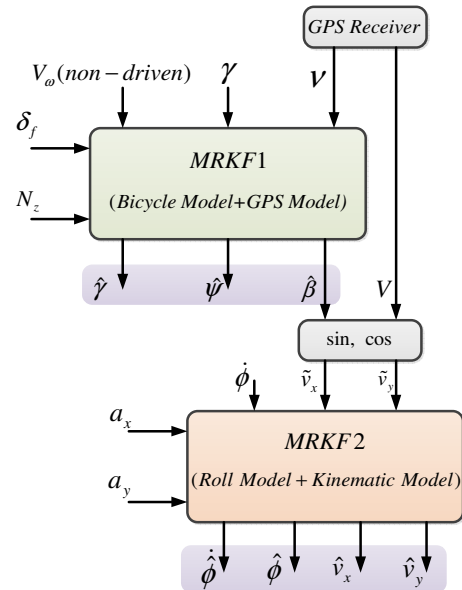 GPS Receiver
V_ω(non−driven) γ ν
δ_f
MRKF1
N_z
(Bicycle Model+GPS Model)
γ̂ ψ̂ β̂ V
sin, cos
ϕ̇ ṽ_x ṽ_y
a_x
MRKF2
a_y
(Roll Model + Kinematic Model)
ϕ̇̂ ϕ̂ v̂_x v̂_y